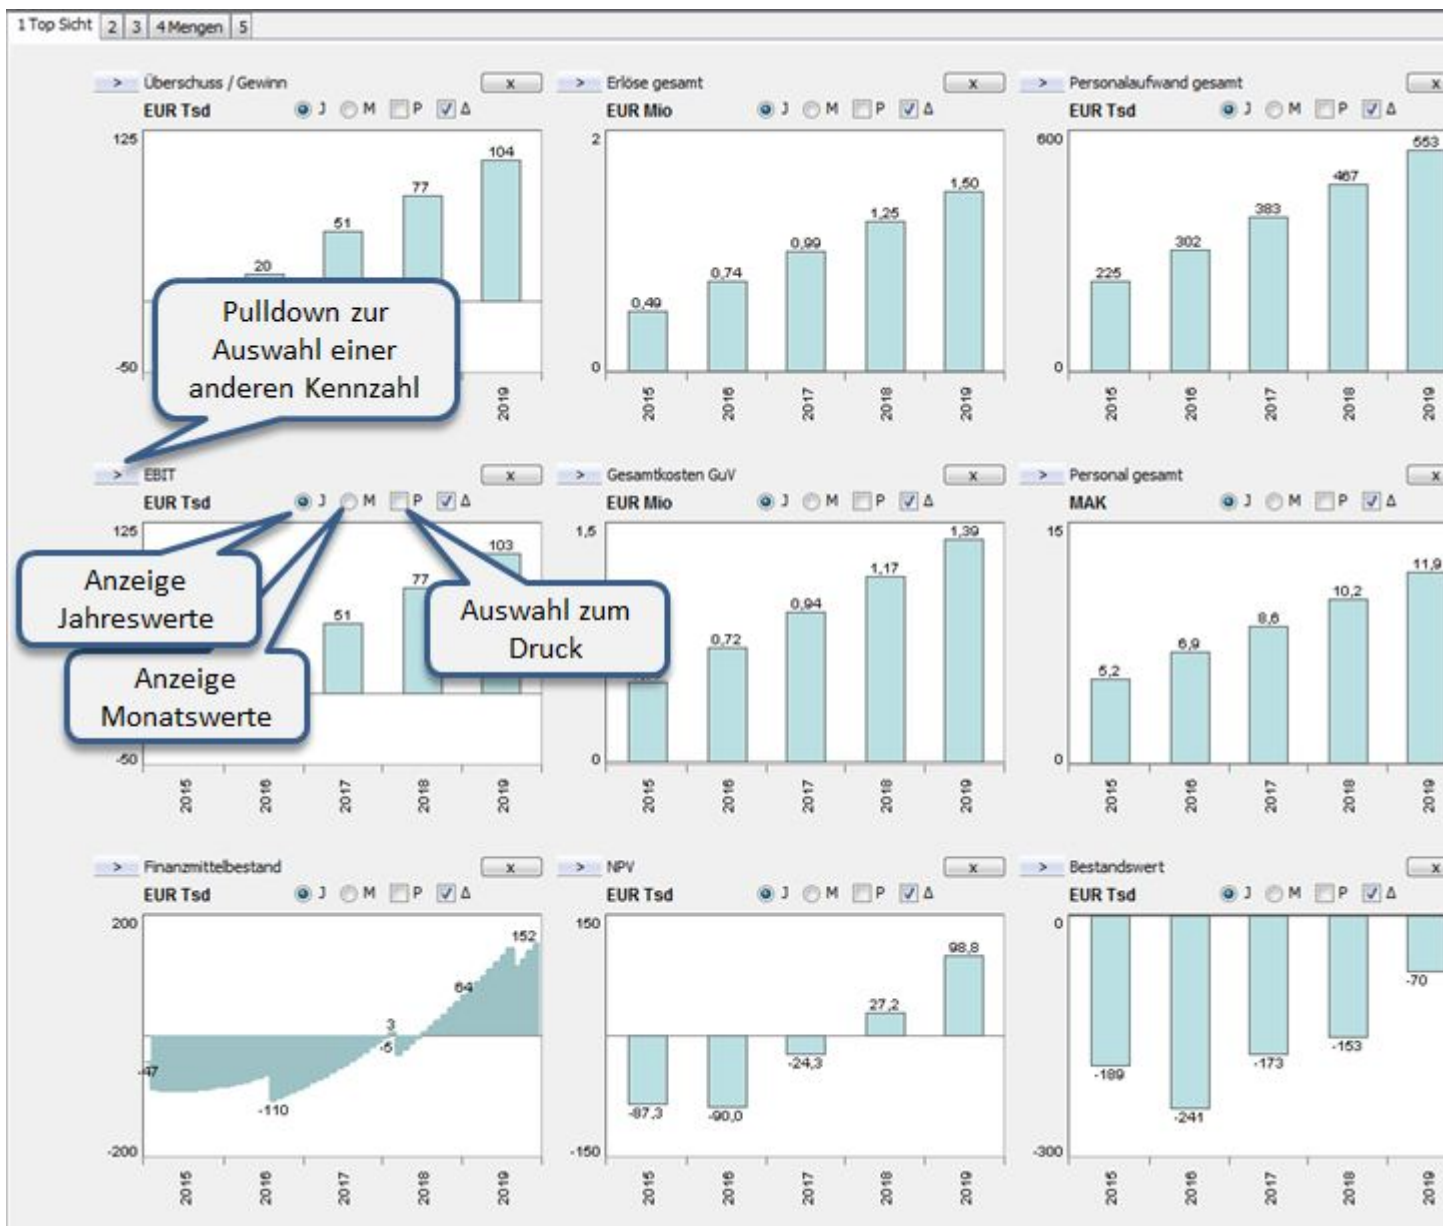 1 Top Sicht 2 3 4 Mengen 5
> Überschuss / Gewinn x
EUR Tsd J M P Δ
125
20
51
77
104
-50
2019
> Erlöse gesamt x
EUR Mio J M P Δ
2
0,49
0,74
0,99
1,25
1,50
0
2015 2016 2017 2018 2019
> Personalaufwand gesamt x
EUR Tsd J M P Δ
600
225
302
383
467
553
0
2015 2016 2017 2018 2019
Pulldown zur
Auswahl einer
anderen Kennzahl
> EBIT x
EUR Tsd J M P Δ
125
51
77
103
-50
2015 2016 2017 2018 2019
Anzeige
Jahreswerte
Anzeige
Monatswerte
Auswahl zum
Druck
> Gesamtkosten GuV x
EUR Mio J M P Δ
1,5
0,72
0,94
1,17
1,39
0
2015 2016 2017 2018 2019
> Personal gesamt x
MAK J M P Δ
15
5,2
6,9
8,6
10,2
11,9
0
2015 2016 2017 2018 2019
> Finanzmittelbestand x
EUR Tsd J M P Δ
200
-47
-110
3
-5
64
152
-200
2015 2016 2017 2018 2019
> NPV x
EUR Tsd J M P Δ
150
-87,3
-90,0
-24,3
27,2
98,8
-150
2015 2016 2017 2018 2019
> Bestandswert x
EUR Tsd J M P Δ
0
-189
-241
-173
-153
-70
-300
2015 2016 2017 2018 2019